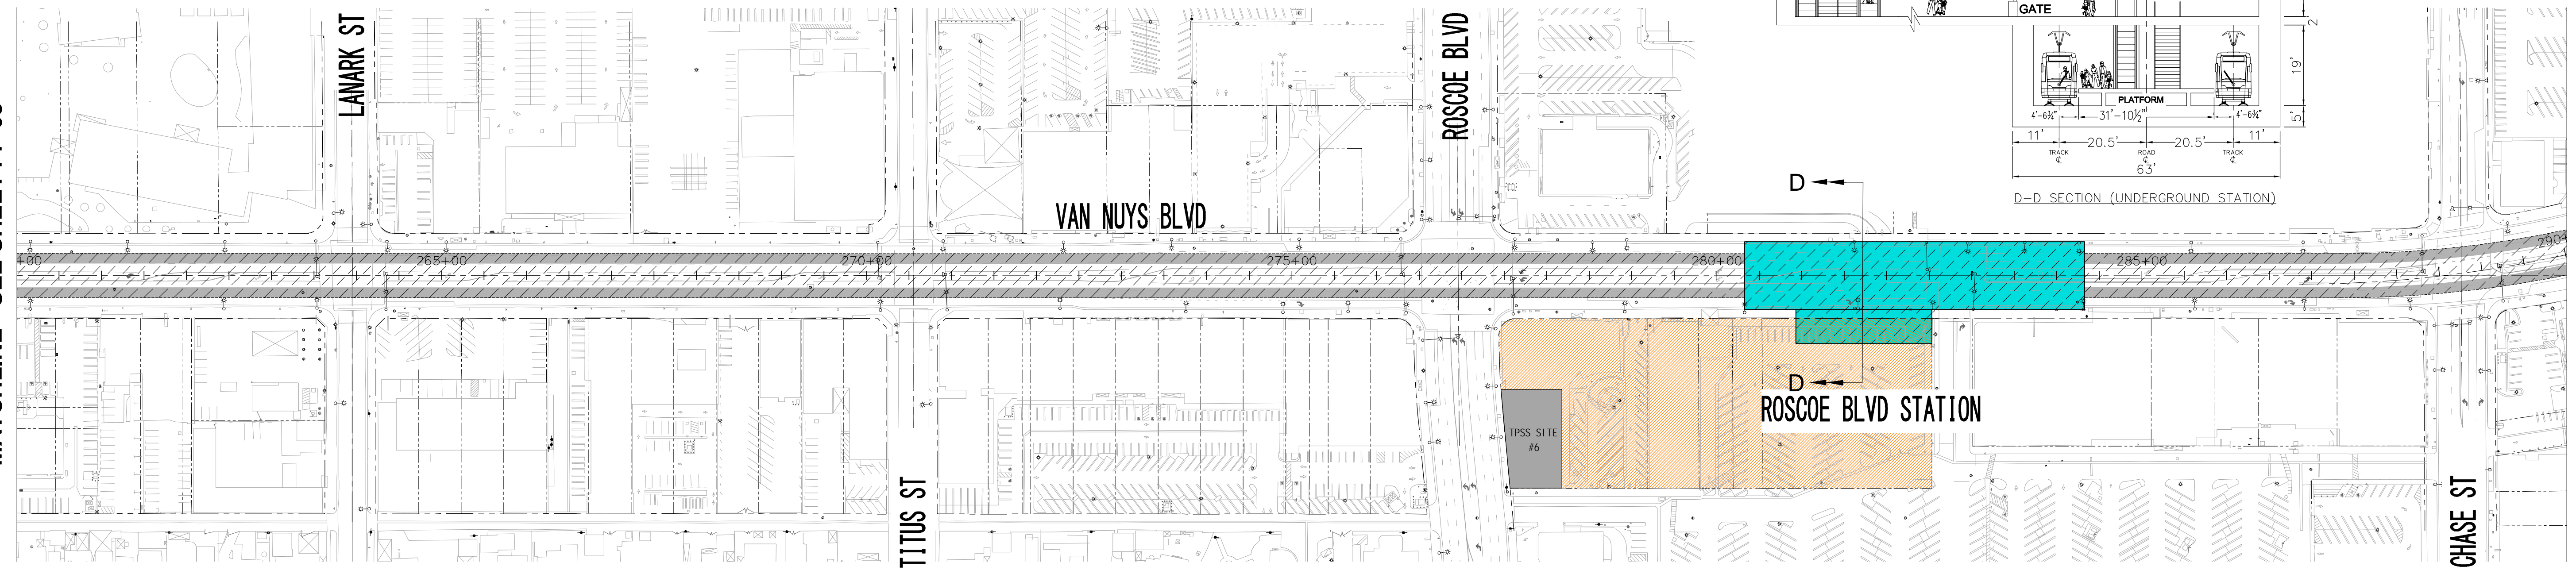 LANARK ST
ROSCOE BLVD
GATE
2'
19'
PLATFORM
4'-6¾"
31'-10½"
4'-6¾"
5'
11'
20.5'
20.5'
11'
TRACK
℄
ROAD
℄
TRACK
℄
63'
D
D-D SECTION (UNDERGROUND STATION)
VAN NUYS BLVD
+00
265+00
270+00
275+00
280+00
285+00
D
ROSCOE BLVD STATION
TPSS SITE
#6
TITUS ST
CHASE ST